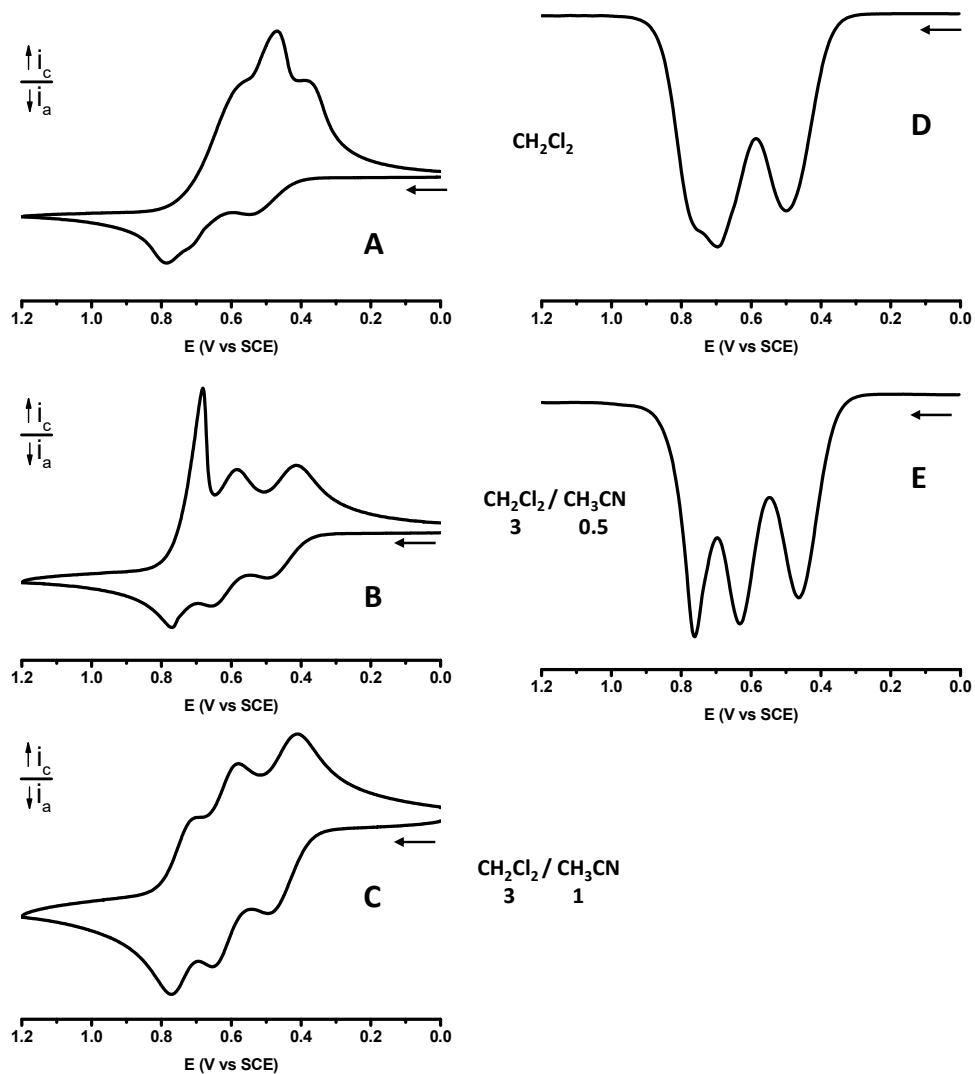 ↑ i_c
↓ i_a
A
1.2 1.0 0.8 0.6 0.4 0.2 0.0
E (V vs SCE)
CH₂Cl₂
D
1.2 1.0 0.8 0.6 0.4 0.2 0.0
E (V vs SCE)
↑ i_c
↓ i_a
B
1.2 1.0 0.8 0.6 0.4 0.2 0.0
E (V vs SCE)
CH₂Cl₂ / CH₃CN
3 0.5
E
1.2 1.0 0.8 0.6 0.4 0.2 0.0
E (V vs SCE)
↑ i_c
↓ i_a
C
1.2 1.0 0.8 0.6 0.4 0.2 0.0
E (V vs SCE)
CH₂Cl₂ / CH₃CN
3 1